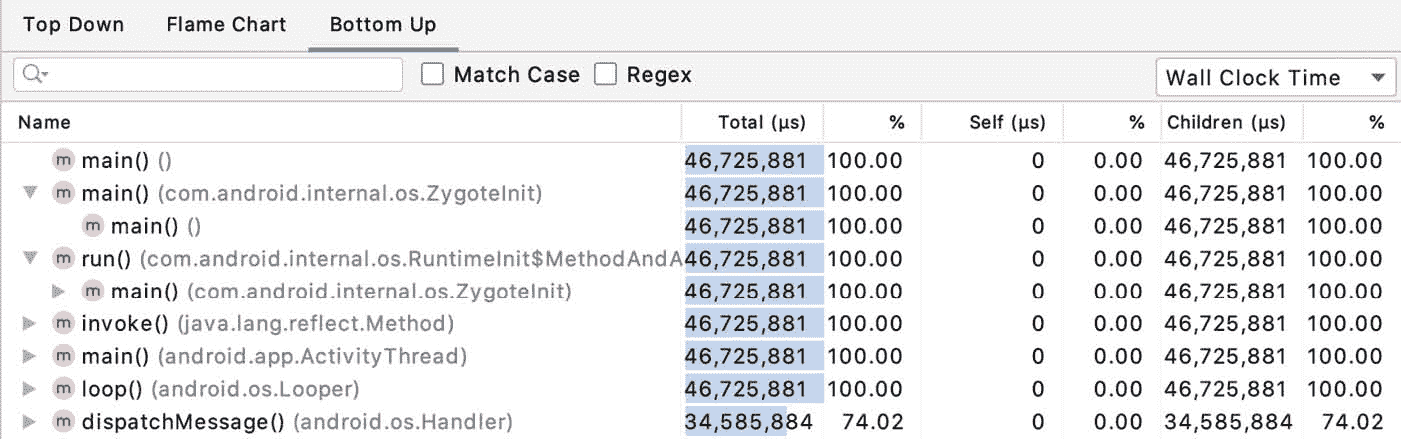 Top Down Flame Chart Bottom Up
Match Case Regex Wall Clock Time
Name Total (µs) % Self (µs) % Children (µs) %
m main() () 46,725,881 100.00 0 0.00 46,725,881 100.00
m main() (com.android.internal.os.ZygoteInit) 46,725,881 100.00 0 0.00 46,725,881 100.00
m main() () 46,725,881 100.00 0 0.00 46,725,881 100.00
m run() (com.android.internal.os.RuntimeInit$MethodAndA 46,725,881 100.00 0 0.00 46,725,881 100.00
m main() (com.android.internal.os.ZygoteInit) 46,725,881 100.00 0 0.00 46,725,881 100.00
m invoke() (java.lang.reflect.Method) 46,725,881 100.00 0 0.00 46,725,881 100.00
m main() (android.app.ActivityThread) 46,725,881 100.00 0 0.00 46,725,881 100.00
m loop() (android.os.Looper) 46,725,881 100.00 0 0.00 46,725,881 100.00
m dispatchMessage() (android.os.Handler) 34,585,884 74.02 0 0.00 34,585,884 74.02